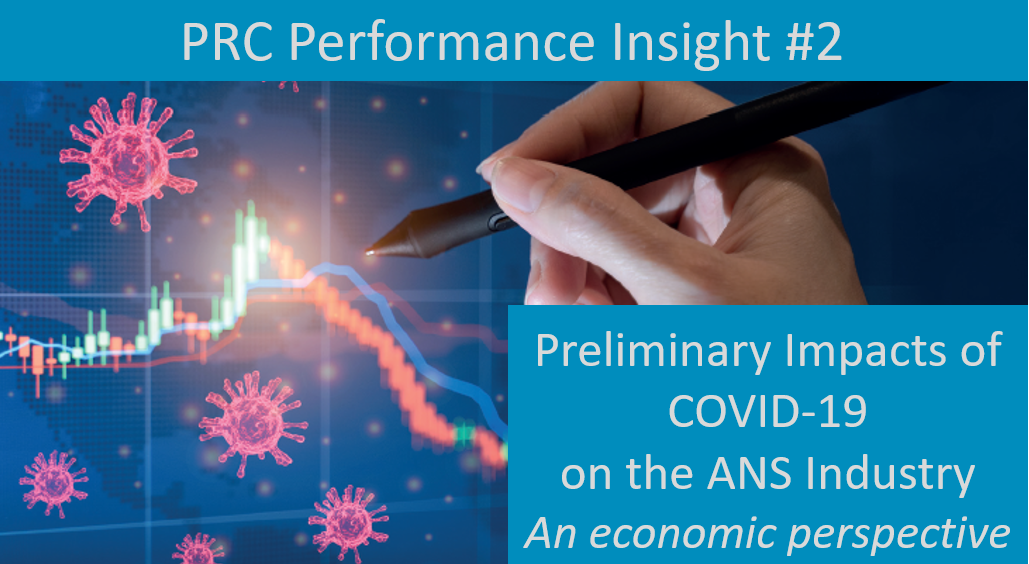 PRC Performance Insight #2
Preliminary Impacts of
COVID-19
on the ANS Industry
An economic perspective